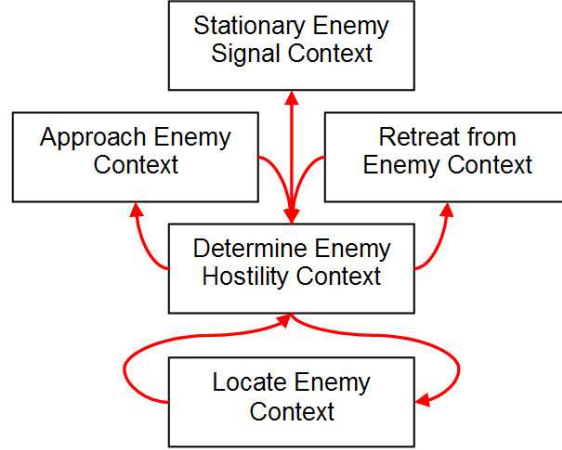 Stationary Enemy
Signal Context
Approach Enemy
Context
Retreat from
Enemy Context
Determine Enemy
Hostility Context
Locate Enemy
Context